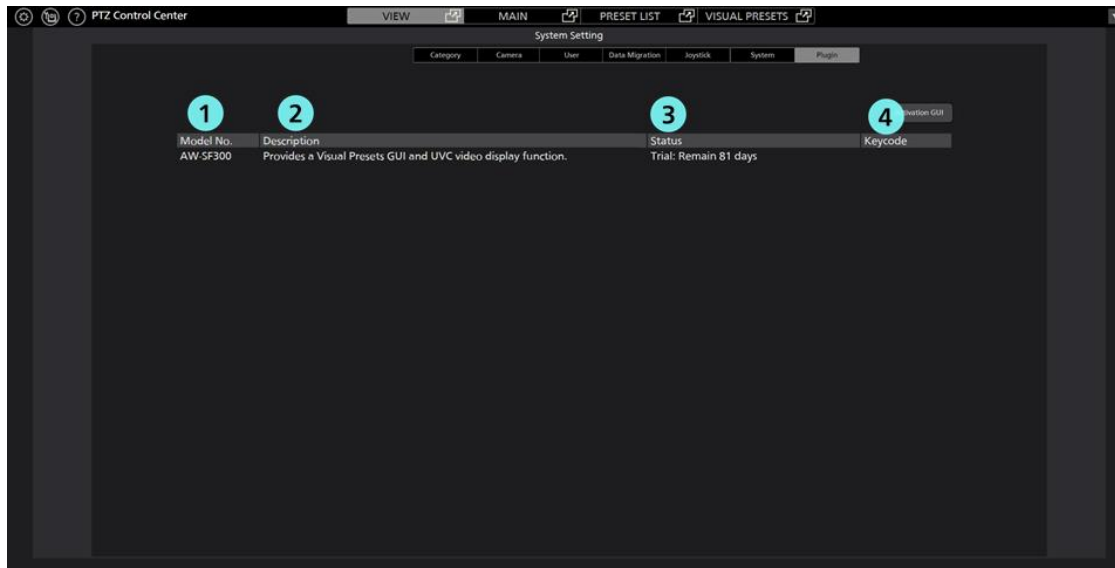 PTZ Control Center VIEW MAIN PRESET LIST VISUAL PRESETS
System Setting
Category Camera User Data Migration Joystick System Plugin
1 2 3 4
GUI
Model No. Description Status Keycode
AW-SF300 Provides a Visual Presets GUI and UVC video display function. Trial: Remain 81 days